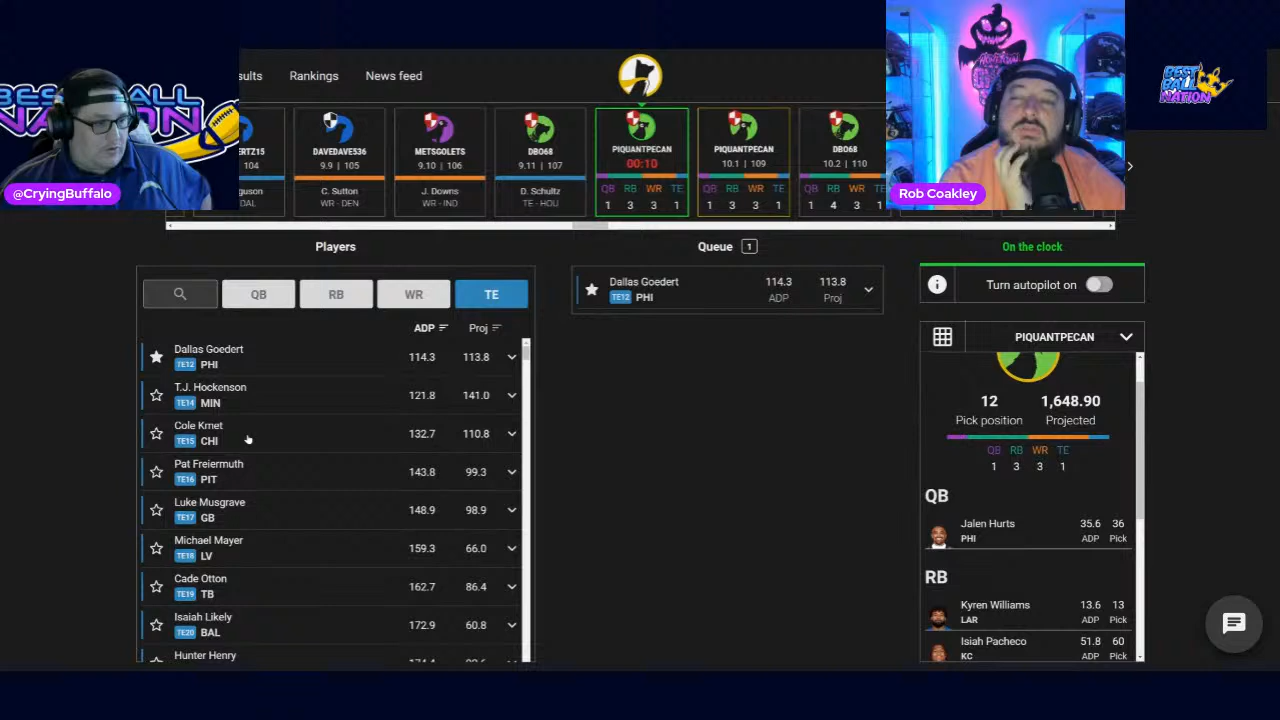 BEST BALL
NATION
@CryingBuffalo
Rob Coakley
BEST
BALL
NATION
Rankings
News feed
104
DAVEDAVE536
9.9 | 105
C. Sutton
WR - DEN
METSGOLETS
9.10 | 106
J. Downs
WR - IND
DBO68
9.11 | 107
D. Schultz
TE - HOU
PIQUANTPECAN
00:10
QB RB WR TE
1 3 3 1
PIQUANTPECAN
10.1 | 109
QB RB WR TE
1 3 3 1
DBO68
10.2 | 110
QB RB WR TE
1 4 3 1
Players
QB
RB
WR
TE
ADP
Proj
Dallas Goedert
TE12 PHI
114.3
113.8
T.J. Hockenson
TE14 MIN
121.8
141.0
Cole Kmet
TE15 CHI
132.7
110.8
Pat Freiermuth
TE16 PIT
143.8
99.3
Luke Musgrave
TE17 GB
148.9
98.9
Michael Mayer
TE18 LV
159.3
66.0
Cade Otton
TE19 TB
162.7
86.4
Isaiah Likely
TE20 BAL
172.9
60.8
Hunter Henry
Queue 1
Dallas Goedert
TE12 PHI
114.3
ADP
113.8
Proj
On the clock
Turn autopilot on
PIQUANTPECAN
12
Pick position
1,648.90
Projected
QB RB WR TE
1 3 3 1
QB
Jalen Hurts
PHI
35.6
ADP
36
Pick
RB
Kyren Williams
LAR
13.6
ADP
13
Pick
Isiah Pacheco
KC
51.8
ADP
60
Pick